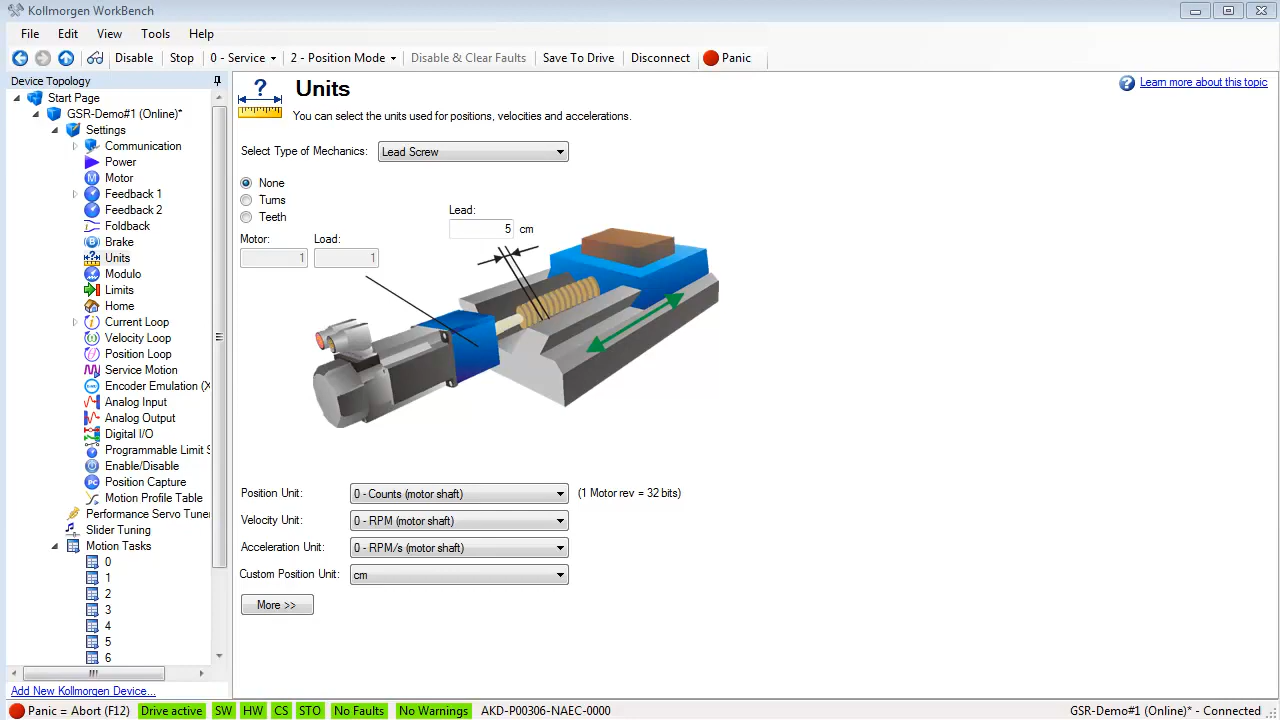 Kollmorgen WorkBench
File Edit View Tools Help
Disable Stop 0 - Service 2 - Position Mode Disable & Clear Faults Save To Drive Disconnect Panic
Device Topology
Start Page
GSR-Demo#1 (Online)*
Settings
Communication
Power
Motor
Feedback 1
Feedback 2
Foldback
Brake
Units
Modulo
Limits
Home
Current Loop
Velocity Loop
Position Loop
Service Motion
Encoder Emulation (X
Analog Input
Analog Output
Digital I/O
Programmable Limit S
Enable/Disable
Position Capture
Motion Profile Table
Performance Servo Tuner
Slider Tuning
Motion Tasks
0
1
2
3
4
5
6
Add New Kollmorgen Device...
Units
Learn more about this topic
You can select the units used for positions, velocities and accelerations.
Select Type of Mechanics: Lead Screw
None
Turns
Teeth
Lead:
5 cm
Motor: Load:
1 1
Position Unit: 0 - Counts (motor shaft) (1 Motor rev = 32 bits)
Velocity Unit: 0 - RPM (motor shaft)
Acceleration Unit: 0 - RPM/s (motor shaft)
Custom Position Unit: cm
More >>
Panic = Abort (F12) Drive active SW HW CS STO No Faults No Warnings AKD-P00306-NAEC-0000 GSR-Demo#1 (Online)* - Connected